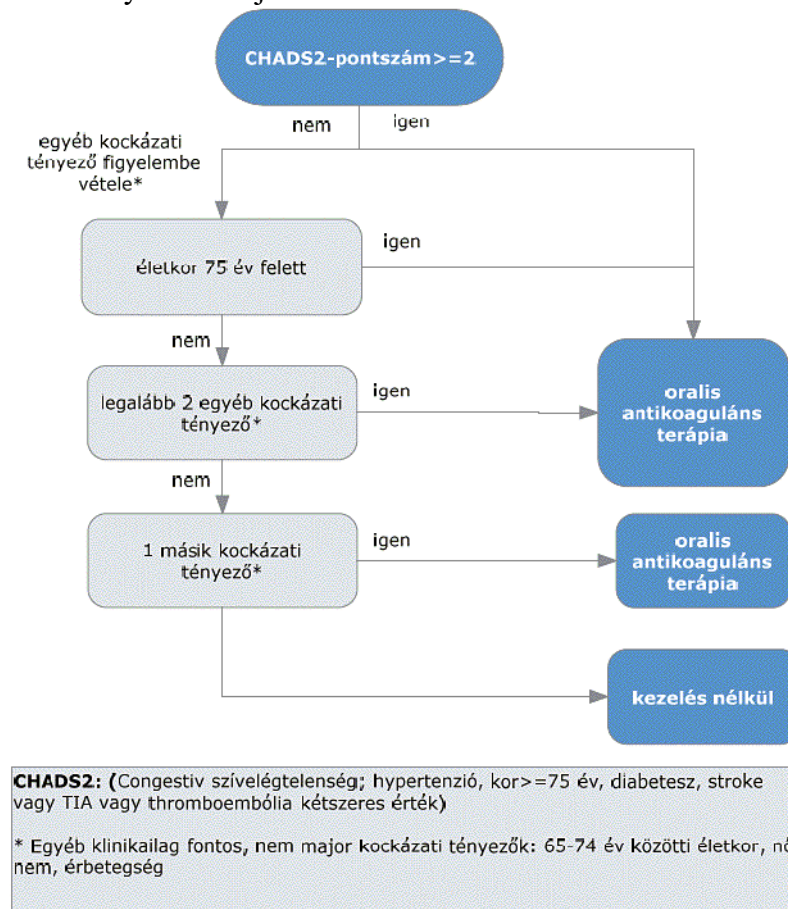 CHADS2-pontszám>=2
nem
igen
egyéb kockázati
tényező figyelembe
vétele*
igen
életkor 75 év felett
nem
legalább 2 egyéb kockázati
tényező*
igen
oralis
antikoaguláns
terápia
nem
1 másik kockázati
tényező*
igen
oralis
antikoaguláns
terápia
kezelés nélkül
CHADS2: (Congestiv szívelégtelenség; hypertenzió, kor>=75 év, diabetesz, stroke
vagy TIA vagy thromboembólia kétszeres érték)
* Egyéb klinikailag fontos, nem major kockázati tényezők: 65-74 év közötti életkor,
nem, érbetegség